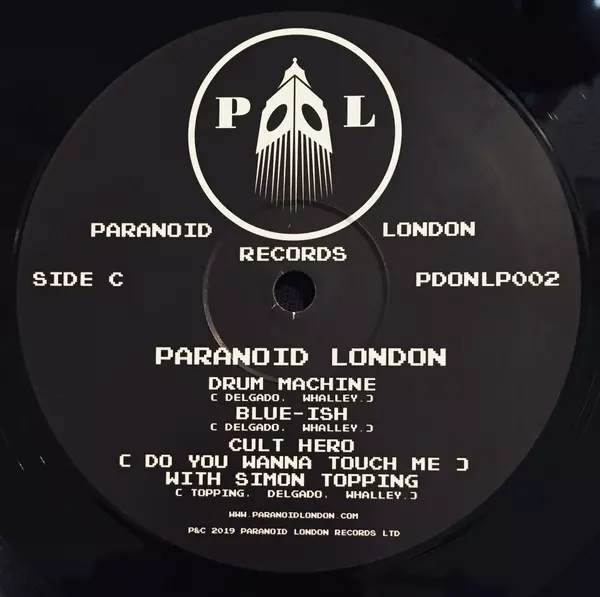 P L
PARANOID LONDON
RECORDS
SIDE C PDONLP002
PARANOID LONDON
DRUM MACHINE
( DELGADO. WHALLEY.)
BLUE-ISH
( DELGADO. WHALLEY.)
CULT HERO
( DO YOU WANNA TOUCH ME )
WITH SIMON TOPPING
( TOPPING. DELGADO. WHALLEY.)
WWW.PARANOIDLONDON.COM
P&C 2019 PARANOID LONDON RECORDS LTD